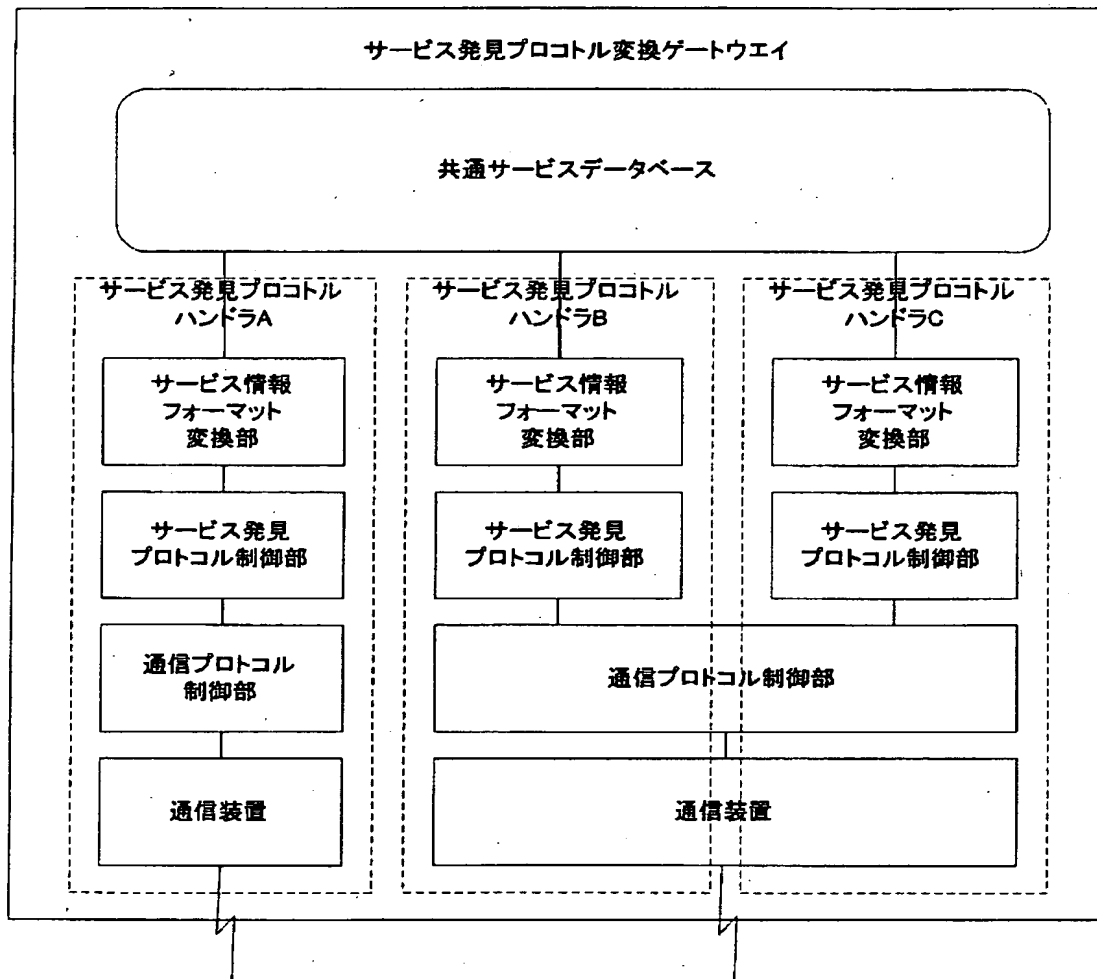 サービス発見プロコトル変換ゲートウエイ
共通サービスデータベース
サービス発見プロコトル
ハンドラA
サービス情報
フォーマット
変換部
サービス発見
プロトコル制御部
通信プロトコル
制御部
通信装置
サービス発見プロコトル
ハンドラB
サービス情報
フォーマット
変換部
サービス発見
プロトコル制御部
サービス発見プロコトル
ハンドラC
サービス情報
フォーマット
変換部
サービス発見
プロトコル制御部
通信プロトコル制御部
通信装置